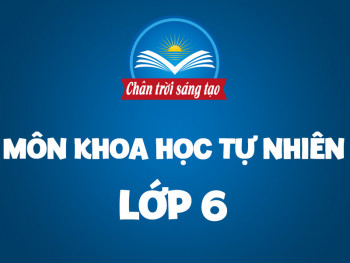 Chân trời sáng tạo
MÔN KHOA HỌC TỰ NHIÊN
LỚP 6